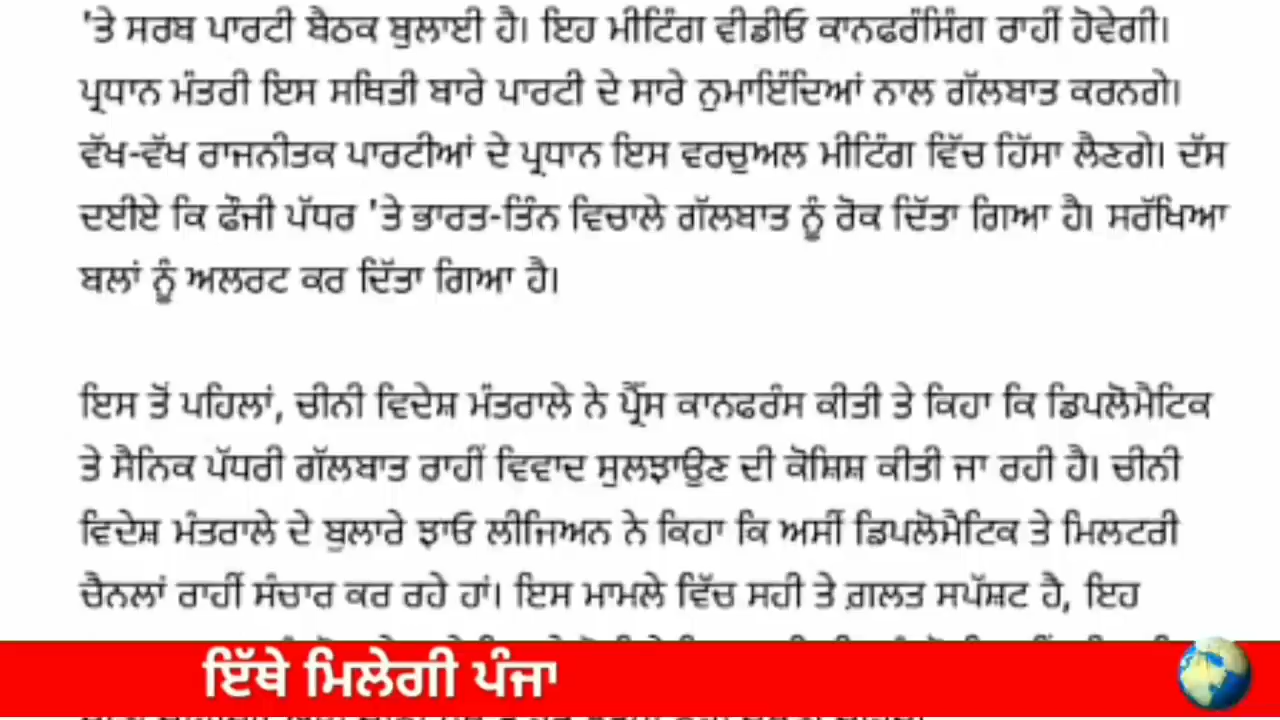 'ਤੇ ਸਰਬ ਪਾਰਟੀ ਬੈਠਕ ਬੁਲਾਈ ਹੈ। ਇਹ ਮੀਟਿੰਗ ਵੀਡੀਓ ਕਾਨਫਰੰਸਿੰਗ ਰਾਹੀਂ ਹੋਵੇਗੀ।
ਪ੍ਰਧਾਨ ਮੰਤਰੀ ਇਸ ਸਥਿਤੀ ਬਾਰੇ ਪਾਰਟੀ ਦੇ ਸਾਰੇ ਨੁਮਾਇੰਦਿਆਂ ਨਾਲ ਗੱਲਬਾਤ ਕਰਨਗੇ।
ਵੱਖ-ਵੱਖ ਰਾਜਨੀਤਕ ਪਾਰਟੀਆਂ ਦੇ ਪ੍ਰਧਾਨ ਇਸ ਵਰਚੁਅਲ ਮੀਟਿੰਗ ਵਿੱਚ ਹਿੱਸਾ ਲੈਣਗੇ। ਦੱਸ
ਦਈਏ ਕਿ ਫੌਜੀ ਪੱਧਰ 'ਤੇ ਭਾਰਤ-ਤਿੰਨ ਵਿਚਾਲੇ ਗੱਲਬਾਤ ਨੂੰ ਰੋਕ ਦਿੱਤਾ ਗਿਆ ਹੈ। ਸਰੱਖਿਆ
ਬਲਾਂ ਨੂੰ ਅਲਰਟ ਕਰ ਦਿੱਤਾ ਗਿਆ ਹੈ।
ਇਸ ਤੋਂ ਪਹਿਲਾਂ, ਚੀਨੀ ਵਿਦੇਸ਼ ਮੰਤਰਾਲੇ ਨੇ ਪ੍ਰੈੱਸ ਕਾਨਫਰੰਸ ਕੀਤੀ ਤੇ ਕਿਹਾ ਕਿ ਡਿਪਲੋਮੈਟਿਕ
ਤੇ ਸੈਨਿਕ ਪੱਧਰੀ ਗੱਲਬਾਤ ਰਾਹੀਂ ਵਿਵਾਦ ਸੁਲਝਾਉਣ ਦੀ ਕੋਸ਼ਿਸ਼ ਕੀਤੀ ਜਾ ਰਹੀ ਹੈ। ਚੀਨੀ
ਵਿਦੇਸ਼ ਮੰਤਰਾਲੇ ਦੇ ਬੁਲਾਰੇ ਝਾਓ ਲੀਜਿਅਨ ਨੇ ਕਿਹਾ ਕਿ ਅਸੀਂ ਡਿਪਲੋਮੈਟਿਕ ਤੇ ਮਿਲਟਰੀ
ਚੈਨਲਾਂ ਰਾਹੀਂ ਸੰਚਾਰ ਕਰ ਰਹੇ ਹਾਂ। ਇਸ ਮਾਮਲੇ ਵਿੱਚ ਸਹੀ ਤੇ ਗ਼ਲਤ ਸਪੱਸ਼ਟ ਹੈ, ਇਹ
ਇੱਥੇ ਮਿਲੇਗੀ ਪੰਜਾ